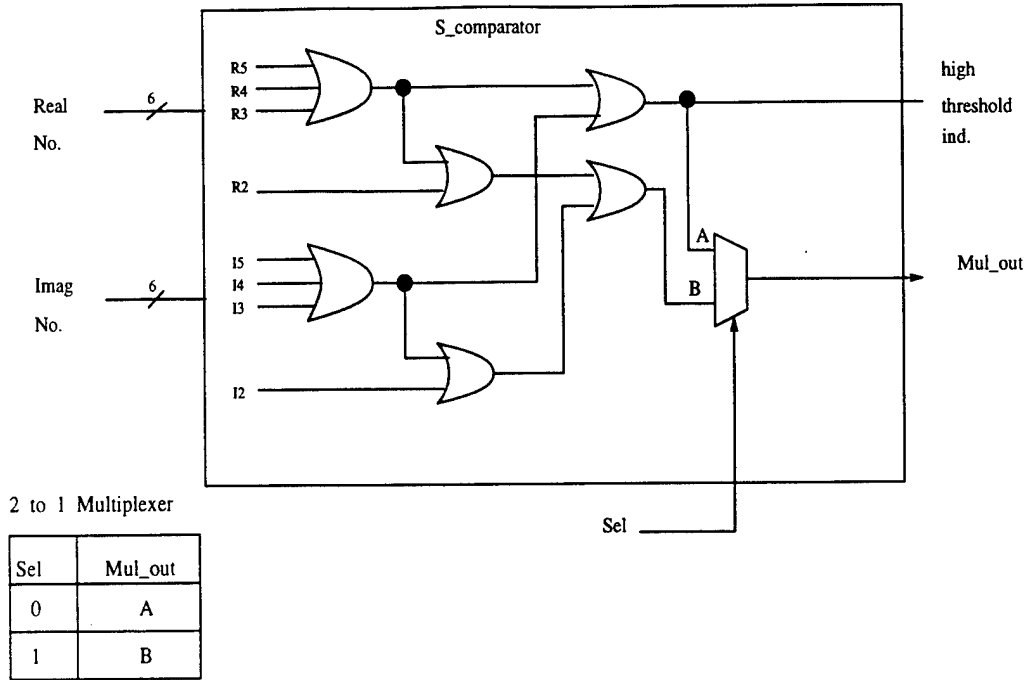 S_comparator
R5
R4
R3
R2
Real
No.
6
I5
I4
I3
I2
Imag
No.
6
high
threshold
ind.
A
B
Mul_out
Sel
2 to 1 Multiplexer
Sel Mul_out
0 A
1 B